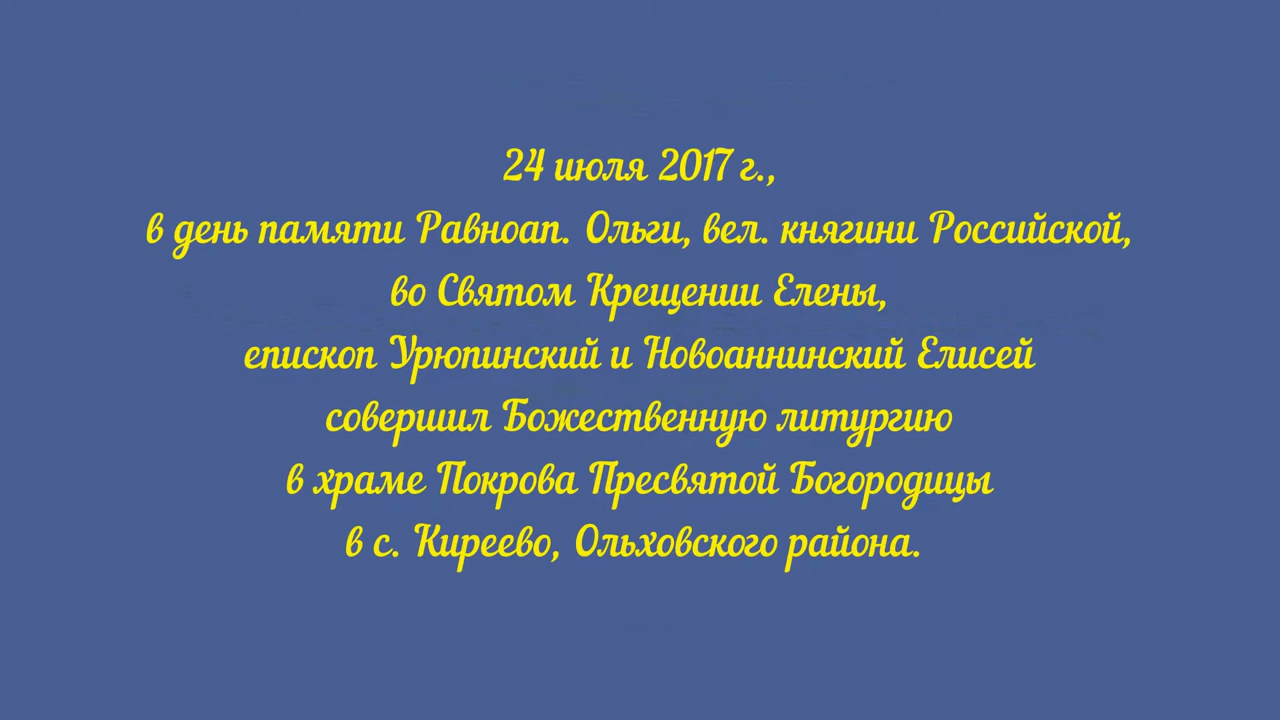 24 июля 2017 г.,
в день памяти Равноап. Ольги, вел. княгини Российской,
во Святом Крещении Елены,
епископ Урюпинский и Новоаннинский Елисей
совершил Божественную литургию
в храме Покрова Пресвятой Богородицы
в с. Киреево, Ольховского района.